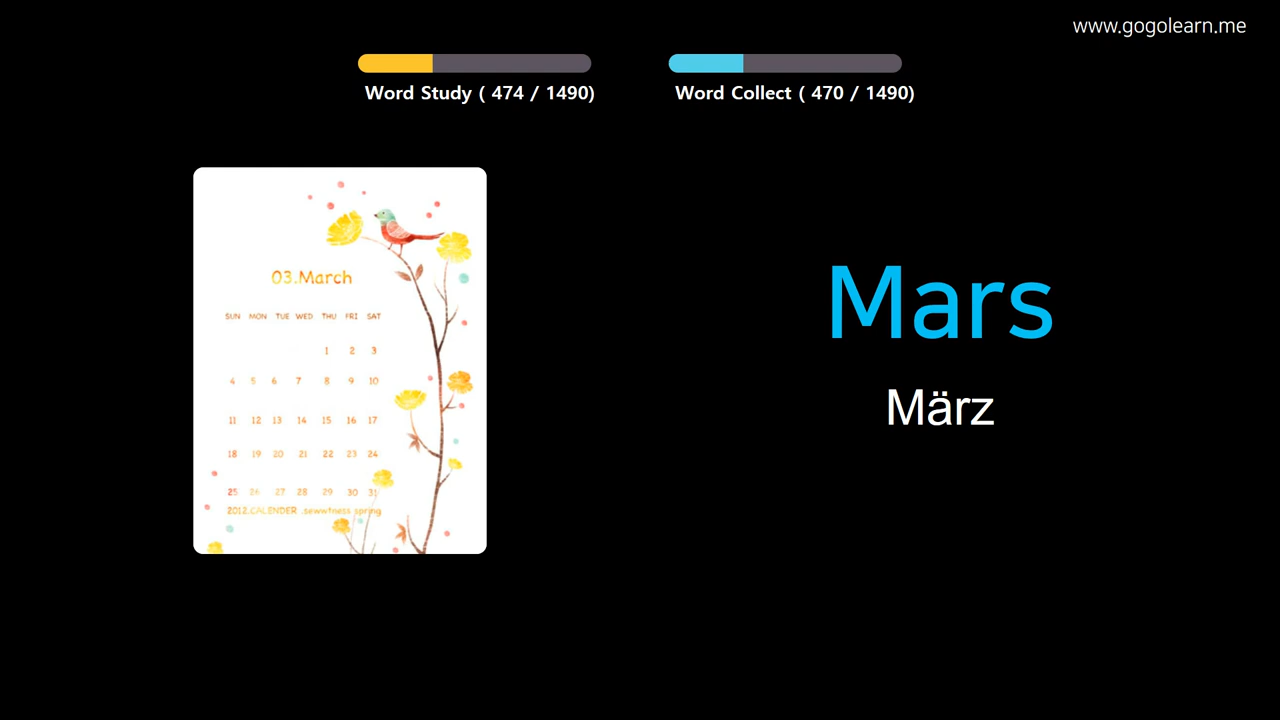 www.gogolearn.me
Word Study ( 474 / 1490)
Word Collect ( 470 / 1490)
03.March
SUN MON TUE WED THU FRI SAT
1 2 3
4 5 6 7 8 9 10
11 12 13 14 15 16 17
18 19 20 21 22 23 24
25 26 27 28 29 30 31
2012.CALENDER .sewwtness spring
Mars
März